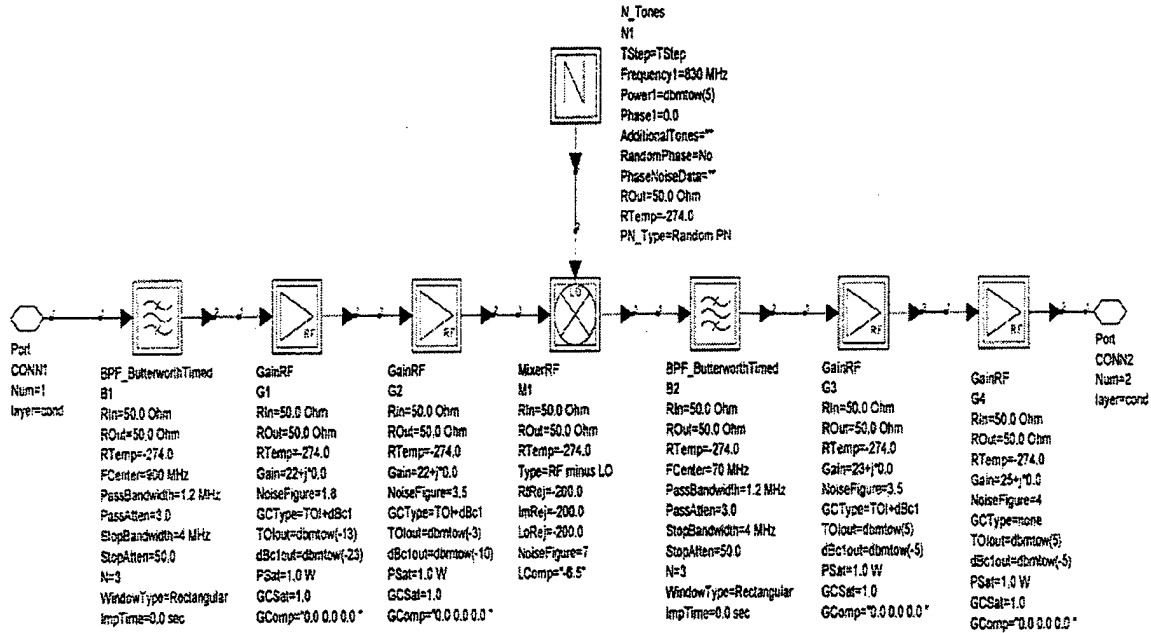 N_Tones
N1
TStep=TStep
Frequency1=830 MHz
Power1=dbmtow(5)
Phase1=0.0
AdditionalTones=""
RandomPhase=No
PhaseNoiseData=""
ROut=50.0 Ohm
RTemp=-274.0
PN_Type=Random PN
N
LO
RF
RF
RF
RF
Port
CONN1
Num=1
layer=cond
BPF_ButterworthTimed
B1
Rin=50.0 Ohm
ROut=50.0 Ohm
RTemp=-274.0
FCenter=900 MHz
PassBandwidth=1.2 MHz
PassAtten=3.0
StopBandwidth=4 MHz
StopAtten=50.0
N=3
WindowType=Rectangular
ImpTime=0.0 sec
GainRF
G1
Rin=50.0 Ohm
ROut=50.0 Ohm
RTemp=-274.0
Gain=22+j*0.0
NoiseFigure=1.8
GCType=TOI+dBc1
TOIout=dbmtow(-13)
dBc1out=dbmtow(-23)
PSat=1.0 W
GCSat=1.0
GComp="0.0 0.0 0.0 "
GainRF
G2
Rin=50.0 Ohm
ROut=50.0 Ohm
RTemp=-274.0
Gain=22+j*0.0
NoiseFigure=3.5
GCType=TOI+dBc1
TOIout=dbmtow(-3)
dBc1out=dbmtow(-10)
PSat=1.0 W
GCSat=1.0
GComp="0.0 0.0 0.0 "
MixerRF
M1
Rin=50.0 Ohm
ROut=50.0 Ohm
RTemp=-274.0
Type=RF minus LO
RfRej=-200.0
ImRej=-200.0
LoRej=-200.0
NoiseFigure=7
LComp="-6.5"
BPF_ButterworthTimed
B2
Rin=50.0 Ohm
ROut=50.0 Ohm
RTemp=-274.0
FCenter=70 MHz
PassBandwidth=1.2 MHz
PassAtten=3.0
StopBandwidth=4 MHz
StopAtten=50.0
N=3
WindowType=Rectangular
ImpTime=0.0 sec
GainRF
G3
Rin=50.0 Ohm
ROut=50.0 Ohm
RTemp=-274.0
Gain=23+j*0.0
NoiseFigure=3.5
GCType=TOI+dBc1
TOIout=dbmtow(5)
dBc1out=dbmtow(-5)
PSat=1.0 W
GCSat=1.0
GComp="0.0 0.0 0.0 "
GainRF
G4
Rin=50.0 Ohm
ROut=50.0 Ohm
RTemp=-274.0
Gain=25+j*0.0
NoiseFigure=4
GCType=none
TOIout=dbmtow(5)
dBc1out=dbmtow(-5)
PSat=1.0 W
GCSat=1.0
GComp="0.0 0.0 0.0 "
Port
CONN2
Num=2
layer=cond